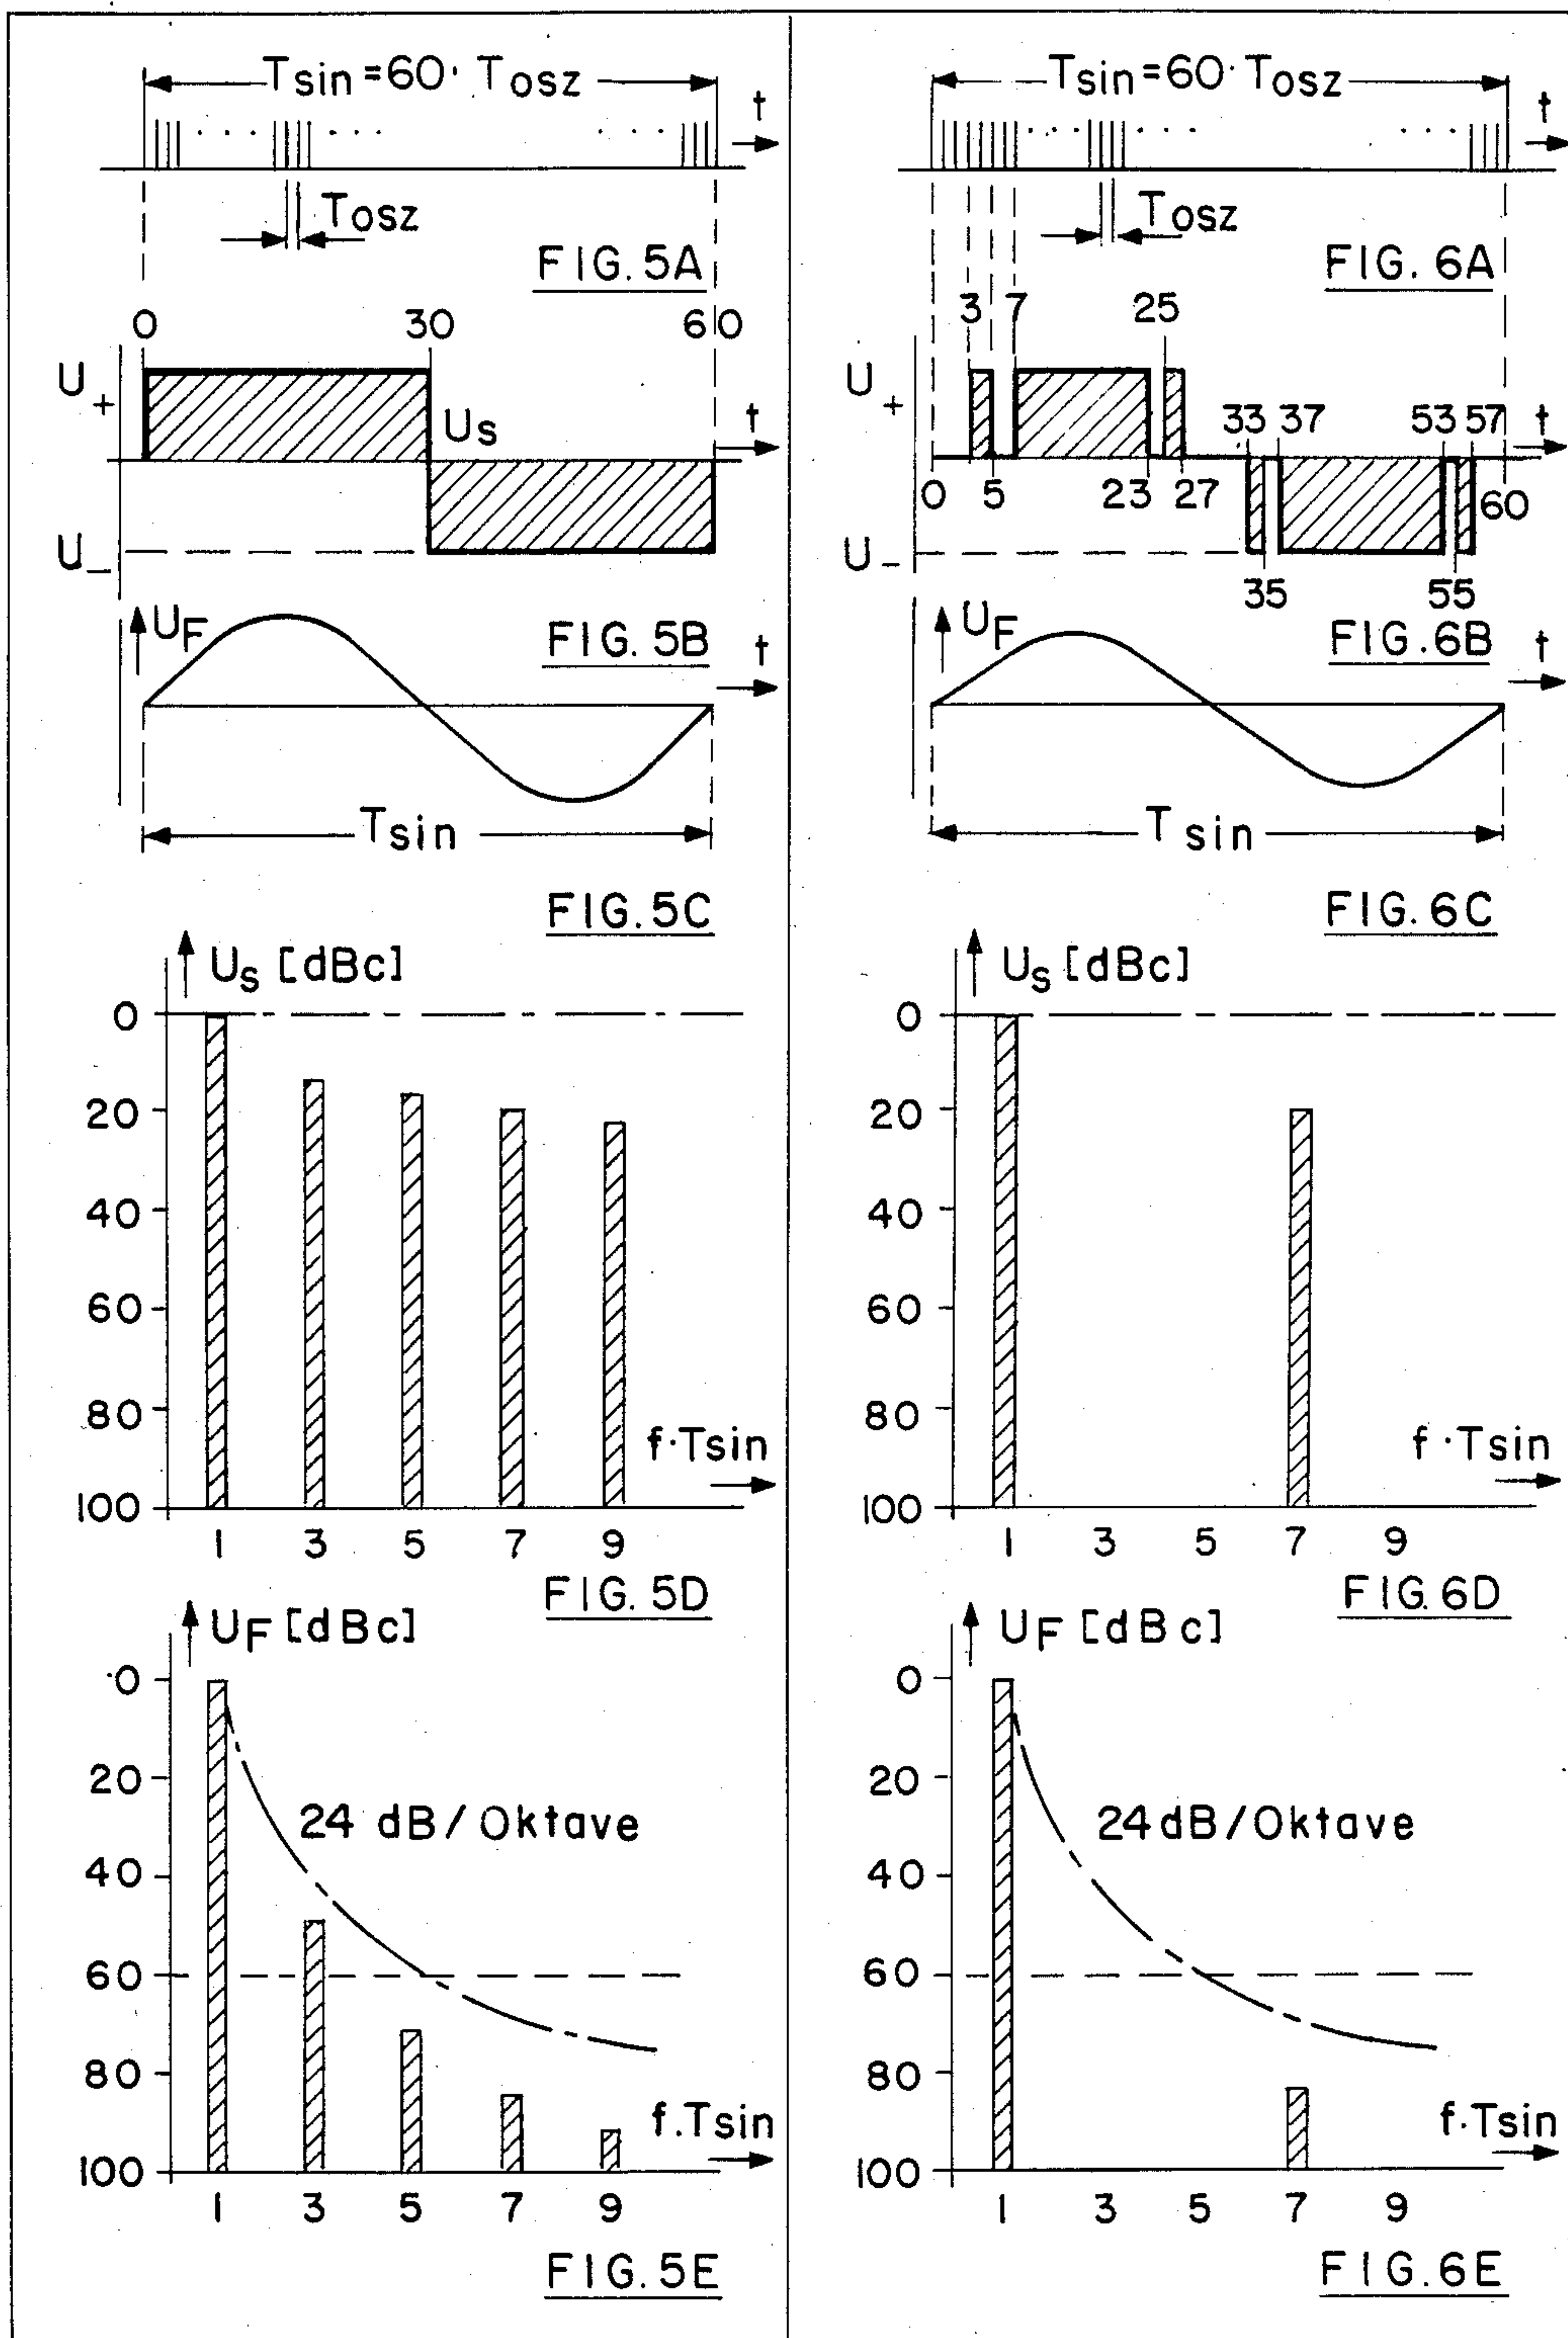 Tsin=60· Tosz
t
Tosz
FIG. 5A
0 30 60
U+
Us
t
U-
FIG. 5B
UF
t
Tsin
FIG. 5C
Us [dBc]
0
20
40
60
80
100
f·Tsin
1 3 5 7 9
FIG. 5D
UF [dBc]
0
20
40
60
80
100
24 dB/Oktave
f.Tsin
1 3 5 7 9
FIG. 5E
Tsin=60·Tosz
t
Tosz
FIG. 6A
3 7 25
U+
33 37 53 57
t
0 5 23 27 60
U-
35 55
FIG. 6B
UF
t
Tsin
FIG. 6C
Us [dBc]
0
20
40
60
80
100
f·Tsin
1 3 5 7 9
FIG. 6D
UF [dBc]
0
20
40
60
80
100
24 dB/Oktave
f·Tsin
1 3 5 7 9
FIG. 6E